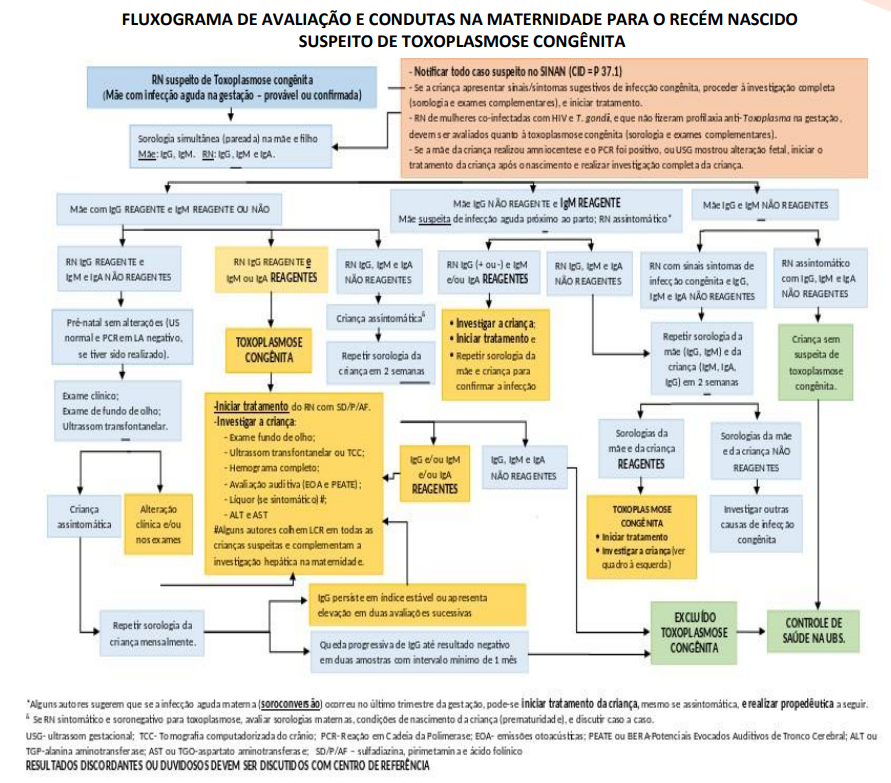 FLUXOGRAMA DE AVALIAÇÃO E CONDUTAS NA MATERNIDADE PARA O RECÉM NASCIDO
SUSPEITO DE TOXOPLASMOSE CONGÊNITA
RN suspeito de Toxoplasmose congênita
(Mãe com infecção aguda na gestação – provável ou confirmada)
- Notificar todo caso suspeito no SINAN (CID = P 37.1)
- Se a criança apresentar sinais/sintomas sugestivos de infecção congênita, proceder à investigação completa
(sorologia e exames complementares), e iniciar tratamento.
- RN de mulheres co-infectadas com HIV e T. gondii, e que não fizeram profilaxia anti-Toxoplasma na gestação,
devem ser avaliados quanto à toxoplasmose congênita (sorologia e exames complementares).
- Se a mãe da criança realizou amniocentese e o PCR foi positivo, ou USG mostrou alteração fetal, iniciar o
tratamento da criança após o nascimento e realizar investigação completa da criança.
Sorologia simultânea (pareada) na mãe e filho
Mãe: IgG, IgM. RN: IgG, IgM e IgA.
Mãe com IgG REAGENTE e IgM REAGENTE OU NÃO
Mãe IgG NÃO REAGENTE e IgM REAGENTE
Mãe suspeita de infecção aguda próximo ao parto; RN assintomático*
Mãe IgG e IgM NÃO REAGENTES
RN IgG REAGENTE e
IgM e IgA NÃO REAGENTES
RN IgG REAGENTE e
IgM ou IgA REAGENTES
RN IgG, IgM e IgA
NÃO REAGENTES
RN IgG (+ ou-) e IgM
e/ou IgA REAGENTES
RN IgG, IgM e IgA
NÃO REAGENTES
RN com sinais sintomas de
infecção congênita e IgG,
IgM e IgA NÃO REAGENTES
RN assintomático
com IgG, IgM e IgA
NÃO REAGENTES
Pré-natal sem alterações (US
normal e PCR em LA negativo,
se tiver sido realizado).
TOXOPLASMOSE
CONGÊNITA
Criança assintomática&
Repetir sorologia da
criança em 2 semanas
• Investigar a criança;
• Iniciar tratamento e
• Repetir sorologia da
mãe e criança para
confirmar a infecção
Repetir sorologia da
mãe (IgG, IgM) e da
criança (IgM, IgA,
IgG) em 2 semanas
Criança sem
suspeita de
toxoplasmose
congênita.
Exame clínico;
Exame de fundo de olho;
Ultrassom transfontanelar.
-Iniciar tratamento do RN com SD/P/AF.
-Investigar a criança:
- Exame fundo de olho;
- Ultrassom transfontanelar ou TCC;
- Hemograma completo;
- Avaliação auditiva (EOA e PEATE);
- Líquor (se sintomático) #;
- ALT e AST
#Alguns autores colhem LCR em todas as
crianças suspeitas e complementam a
investigação hepática na maternidade.
IgG e/ou IgM
e/ou IgA
REAGENTES
IgG, IgM e IgA
NÃO REAGENTES
Sorologias da
mãe e da criança
REAGENTES
Sorologias da mãe
e da criança NÃO
REAGENTES
Criança
assintomática
Alteração
clínica e/ou
nos exames
TOXOPLASMOSE
CONGÊNITA
• Iniciar tratamento
• Investigar a criança (ver
quadro à esquerda)
Investigar outras
causas de infecção
congênita
Repetir sorologia da
criança mensalmente.
IgG persiste em índice estável ou apresenta
elevação em duas avaliações sucessivas
Queda progressiva de IgG até resultado negativo
em duas amostras com intervalo mínimo de 1 mês
EXCLUÍDO
TOXOPLASMOSE
CONGÊNITA
CONTROLE DE
SAÚDE NA UBS.
*Alguns autores sugerem que se a infecção aguda materna (soroconversão) ocorreu no último trimestre da gestação, pode-se iniciar tratamento da criança, mesmo se assintomática, e realizar propedêutica a seguir.
& Se RN sintomático e soronegativo para toxoplasmose, avaliar sorologias maternas, condições de nascimento da criança (prematuridade), e discutir caso a caso.
USG- ultrassom gestacional; TCC- Tomografia computadorizada do crânio; PCR-Reação em Cadeia da Polimerase; EOA- emissões otoacústicas; PEATE ou BERA-Potenciais Evocados Auditivos de Tronco Cerebral; ALT ou
TGP-alanina aminotransferase; AST ou TGO-aspartato aminotransferase; SD/P/AF – sulfadiazina, pirimetamina e ácido folínico
RESULTADOS DISCORDANTES OU DUVIDOSOS DEVEM SER DISCUTIDOS COM CENTRO DE REFERÊNCIA